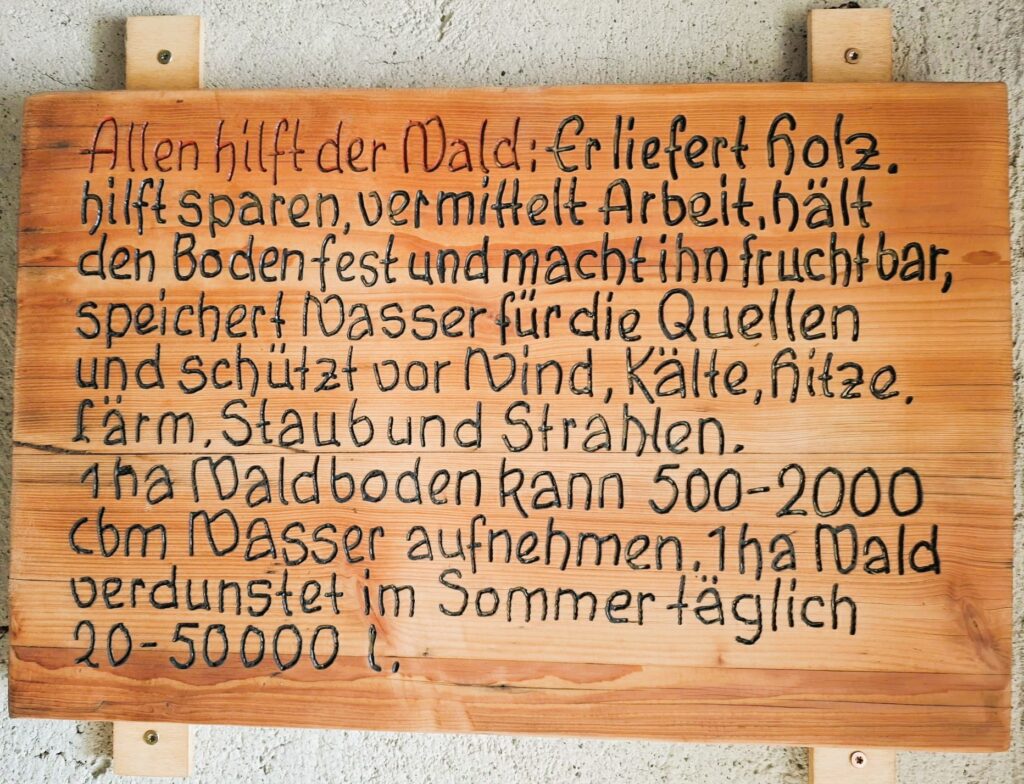 Allen hilft der Wald: Er liefert Holz.
hilft sparen, vermittelt Arbeit, hält
den Boden fest und macht ihn fruchtbar,
speichert Wasser für die Quellen
und schützt vor Wind, Kälte, Hitze.
Lärm, Staub und Strahlen.
1 ha Waldboden kann 500-2000
cbm Wasser aufnehmen. 1 ha Wald
verdunstet im Sommer täglich
20-50000 l.